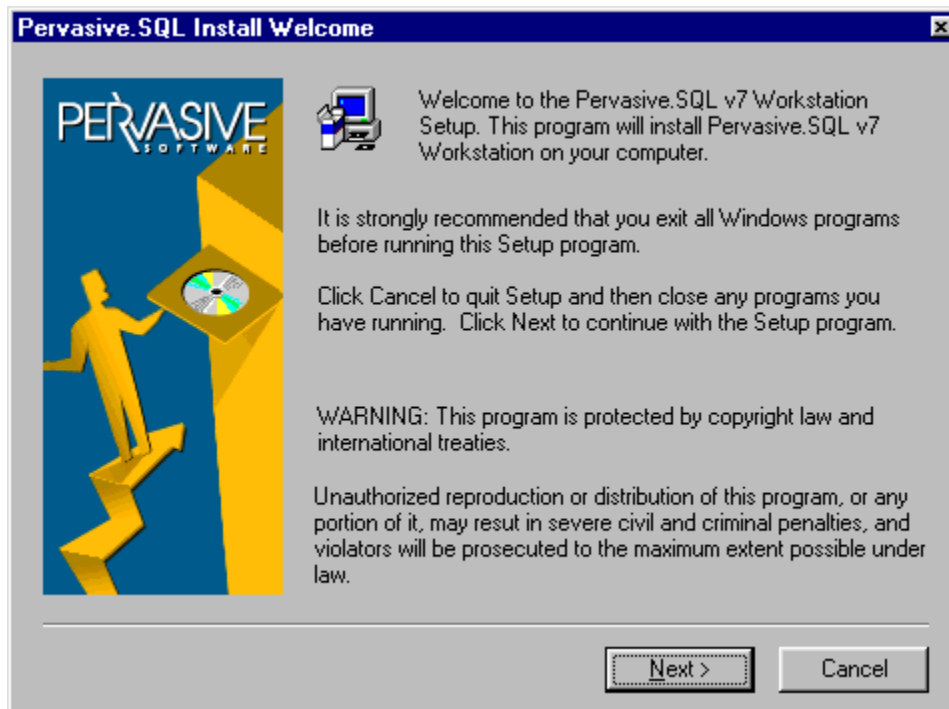 Pervasive.SQL Install Welcome
PERVASIVE
SOFTWARE
Welcome to the Pervasive.SQL v7 Workstation
Setup. This program will install Pervasive.SQL v7
Workstation on your computer.
It is strongly recommended that you exit all Windows programs
before running this Setup program.
Click Cancel to quit Setup and then close any programs you
have running.  Click Next to continue with the Setup program.
WARNING: This program is protected by copyright law and
international treaties.
Unauthorized reproduction or distribution of this program, or any
portion of it, may resut in severe civil and criminal penalties, and
violators will be prosecuted to the maximum extent possible under
law.
Next >
Cancel